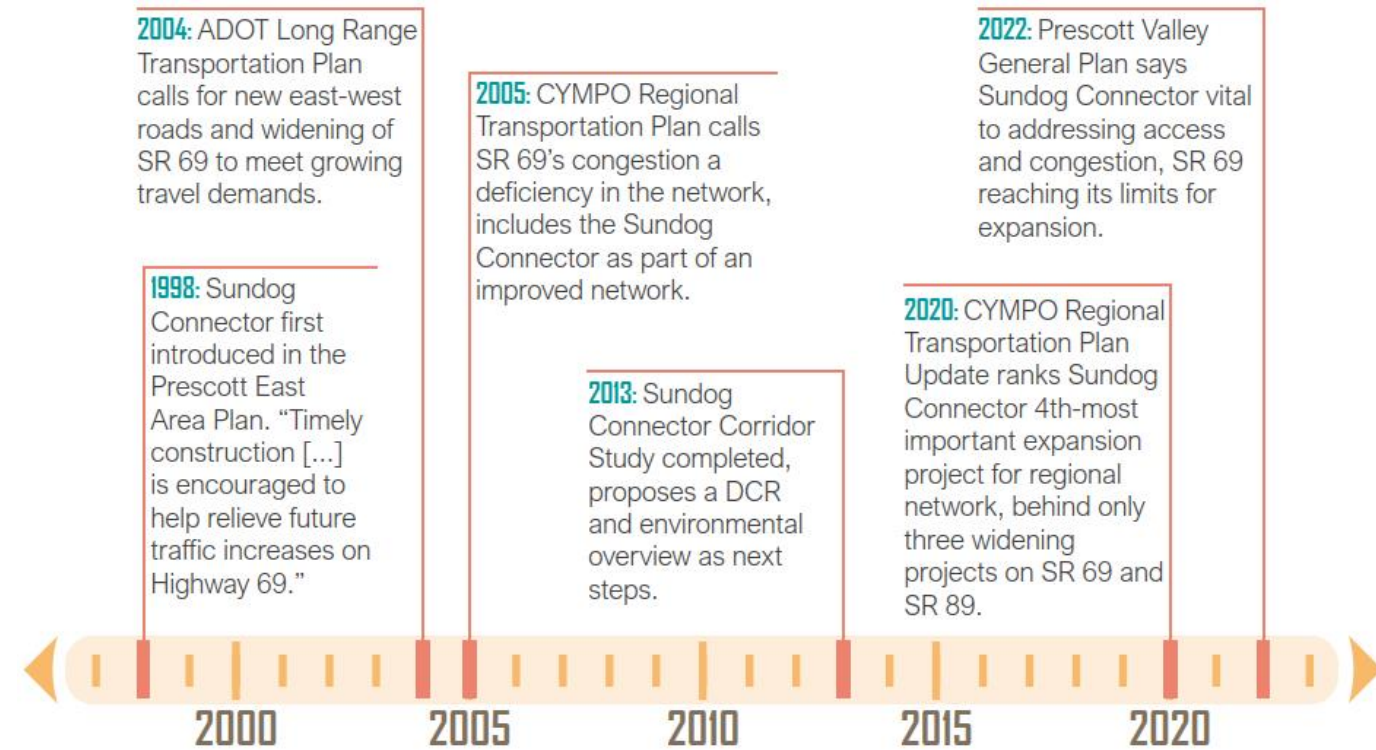 2004: ADOT Long Range
Transportation Plan
calls for new east-west
roads and widening of
SR 69 to meet growing
travel demands.
1998: Sundog
Connector first
introduced in the
Prescott East
Area Plan. “Timely
construction [...]
is encouraged to
help relieve future
traffic increases on
Highway 69.”
2005: CYMPO Regional
Transportation Plan calls
SR 69’s congestion a
deficiency in the network,
includes the Sundog
Connector as part of an
improved network.
2013: Sundog
Connector Corridor
Study completed,
proposes a DCR
and environmental
overview as next
steps.
2022: Prescott Valley
General Plan says
Sundog Connector vital
to addressing access
and congestion, SR 69
reaching its limits for
expansion.
2020: CYMPO Regional
Transportation Plan
Update ranks Sundog
Connector 4th-most
important expansion
project for regional
network, behind only
three widening
projects on SR 69 and
SR 89.
2000 2005 2010 2015 2020